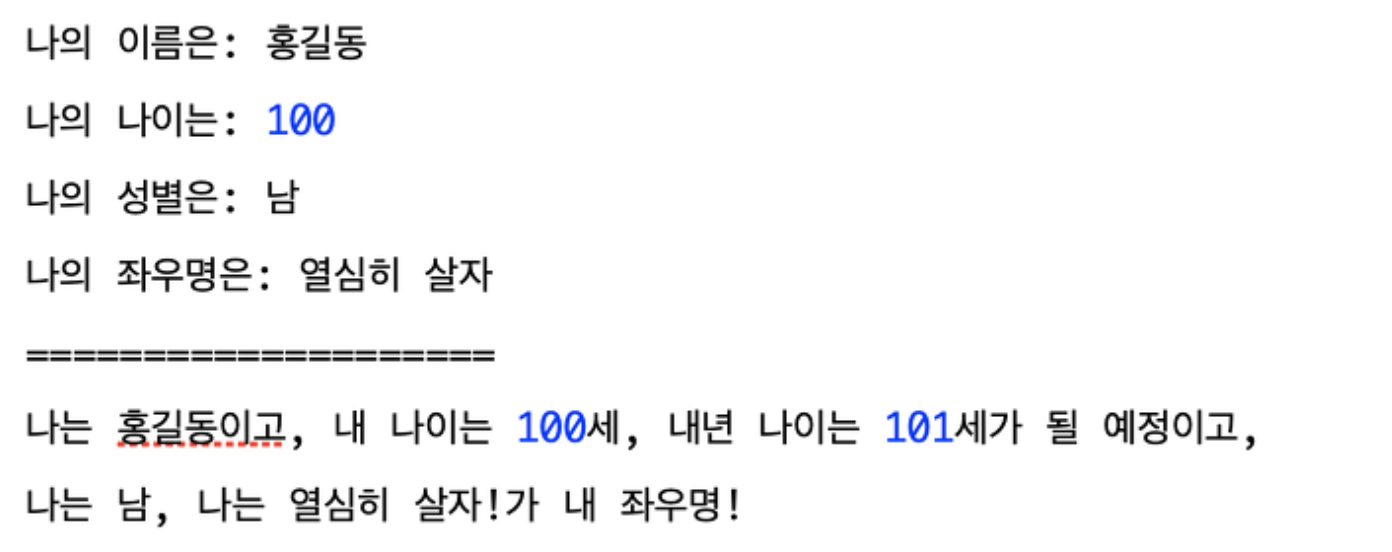 나의 이름은: 홍길동
나의 나이는: 100
나의 성별은: 남
나의 좌우명은: 열심히 살자
====================
나는 홍길동이고, 내 나이는 100세, 내년 나이는 101세가 될 예정이고,
나는 남, 나는 열심히 살자!가 내 좌우명!